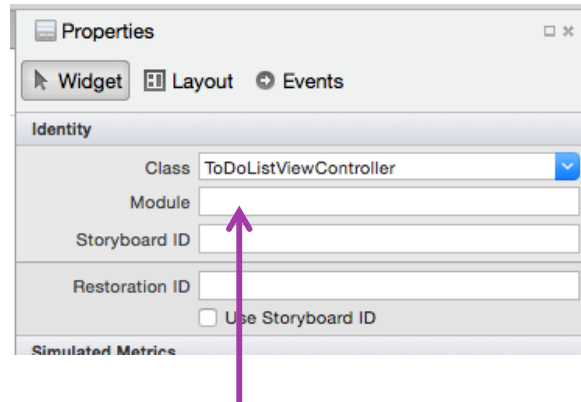 Properties
Widget Layout Events
Identity
Class ToDoListViewController
Module
Storyboard ID
Restoration ID
Use Storyboard ID
Simulated Metrics